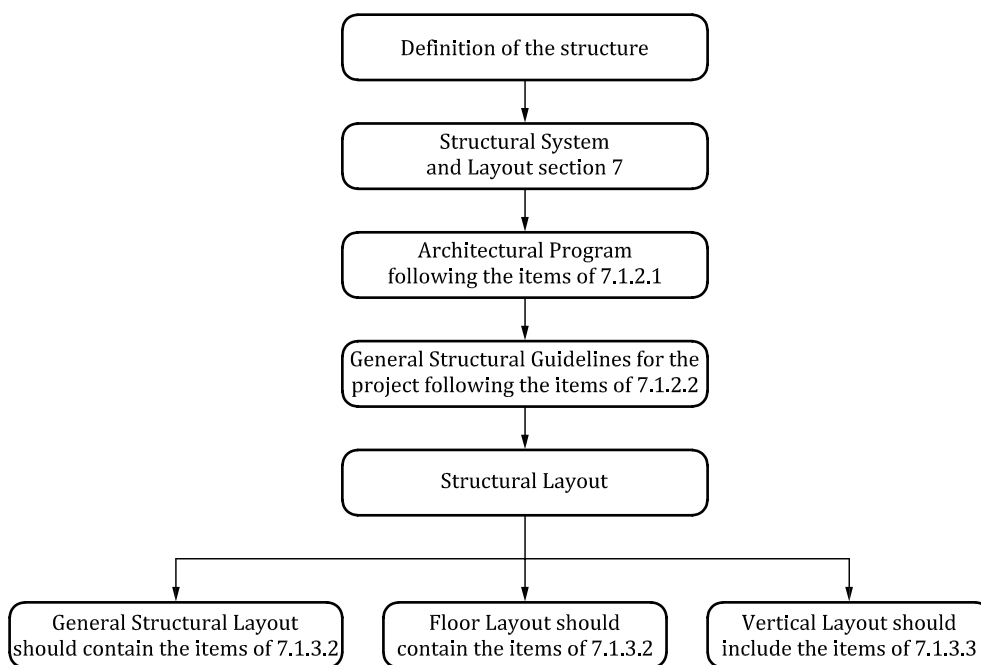 Definition of the structure
Structural System
and Layout section 7
Architectural Program
following the items of 7.1.2.1
General Structural Guidelines for the
project following the items of 7.1.2.2
Structural Layout
General Structural Layout
should contain the items of 7.1.3.2
Floor Layout should
contain the items of 7.1.3.2
Vertical Layout should
include the items of 7.1.3.3